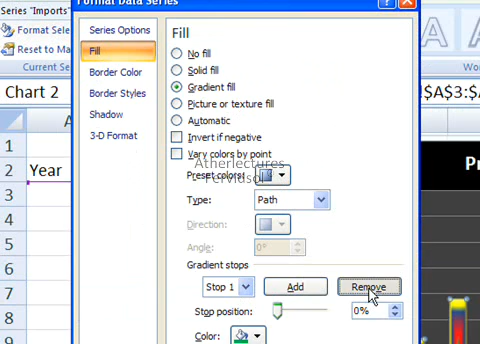 Format Data Series
Series "Imports"
Format Selec
Reset to Ma
Current Se
Wor
Chart 2
!$A$3:$
Series Options
Fill
Border Color
Border Styles
Shadow
3-D Format
Fill
No fill
Solid fill
Gradient fill
Picture or texture fill
Automatic
Invert if negative
Vary colors by point
Preset colors:
Atherlectures
Type: Path
Direction:
Angle: 0°
Gradient stops
Stop 1 Add Remove
Stop position: 0%
Color:
A
1
2 Year
3
4
5
6
7
8
9
Pr